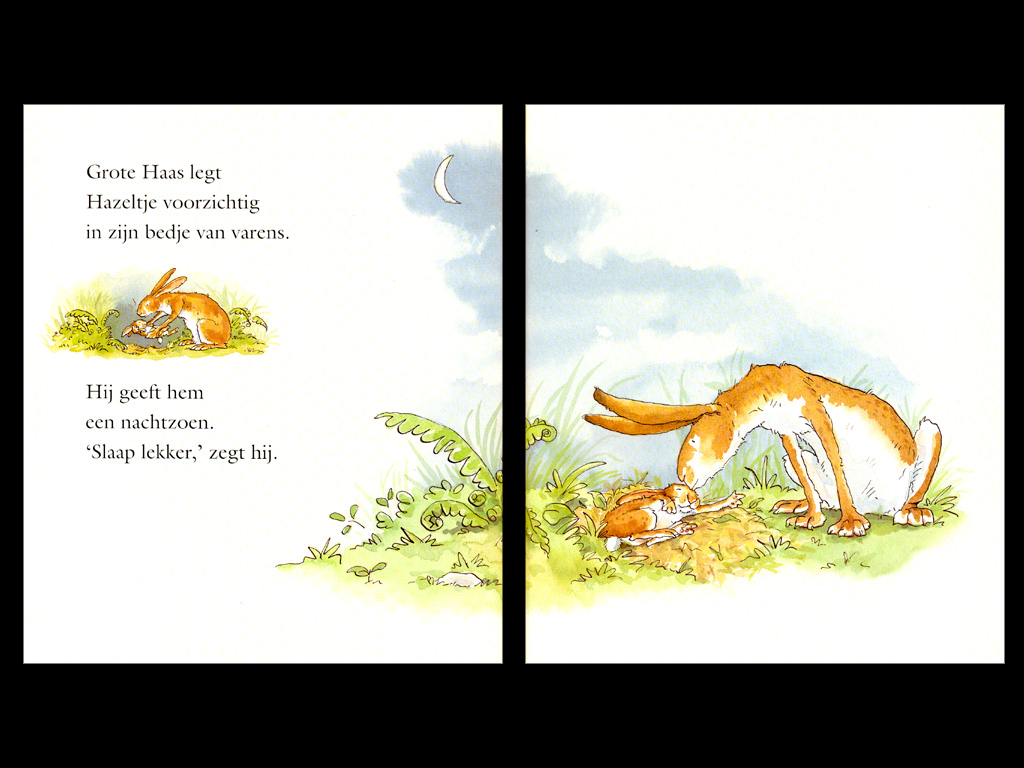 Grote Haas legt
Hazeltje voorzichtig
in zijn bedje van varens.
Hij geeft hem
een nachtzoen.
‘Slaap lekker,’ zegt hij.